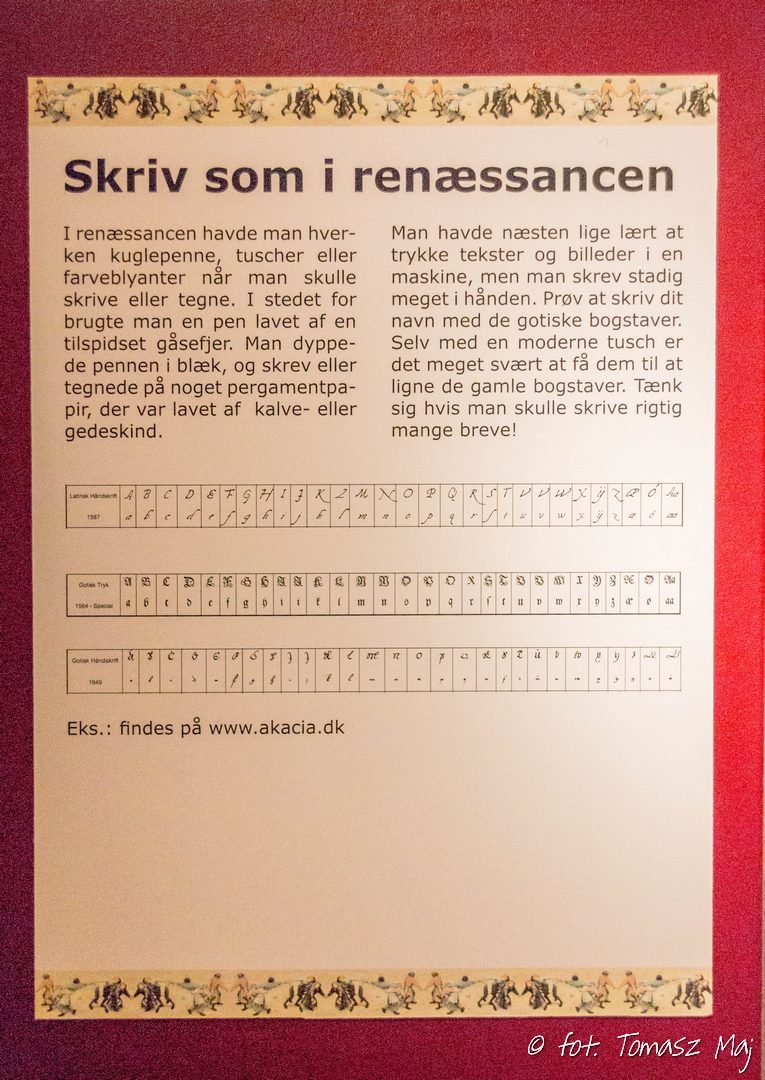 Skriv som i renæssancen
I renæssancen havde man hver-
ken kuglepenne, tuscher eller
farveblyanter når man skulle
skrive eller tegne. I stedet for
brugte man en pen lavet af en
tilspidset gåsefjer. Man dyppe-
de pennen i blæk, og skrev eller
tegnede på noget pergamentpa-
pir, der var lavet af kalve- eller
gedeskind.
Man havde næsten lige lært at
trykke tekster og billeder i en
maskine, men man skrev stadig
meget i hånden. Prøv at skriv dit
navn med de gotiske bogstaver.
Selv med en moderne tusch er
det meget svært at få dem til at
ligne de gamle bogstaver. Tænk
sig hvis man skulle skrive rigtig
mange breve!
Latinsk Håndskrift A B C D E F G H I J K L M N O P Q R S T U V W X Ÿ Z Æ Ó Aa
1587 a b c d e f g h i j k l m n o p q r s t u v w x ÿ z æ ó aa
Gotisk Tryk A B C D E F G H I J K L M N O P Q R S T U V W X Y Z Æ O Aa
1564 - Special a b c d e f g h i j k l m n o p q r s t u v w x y z æ o aa
Gotisk Håndskrift
1649
Eks.: findes på www.akacia.dk
© fot. Tomasz Maj